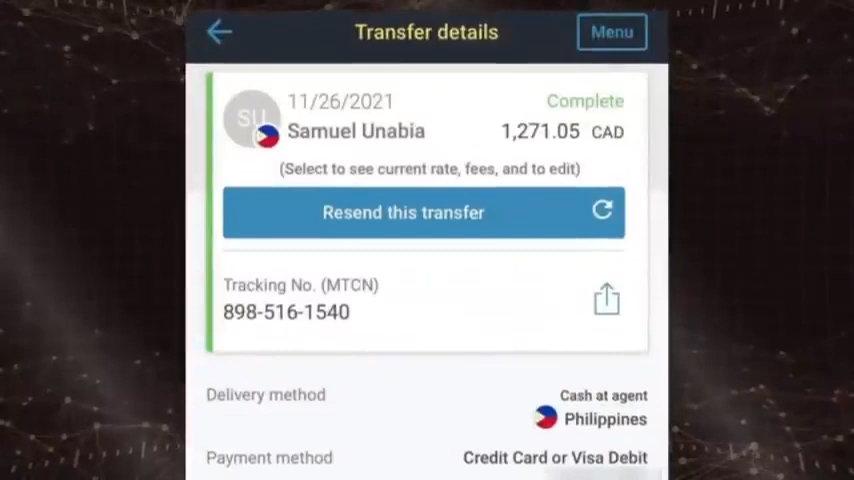 Transfer details
Menu
SU
11/26/2021
Complete
Samuel Unabia
1,271.05 CAD
(Select to see current rate, fees, and to edit)
Resend this transfer
Tracking No. (MTCN)
898-516-1540
Delivery method
Cash at agent
Philippines
Payment method
Credit Card or Visa Debit